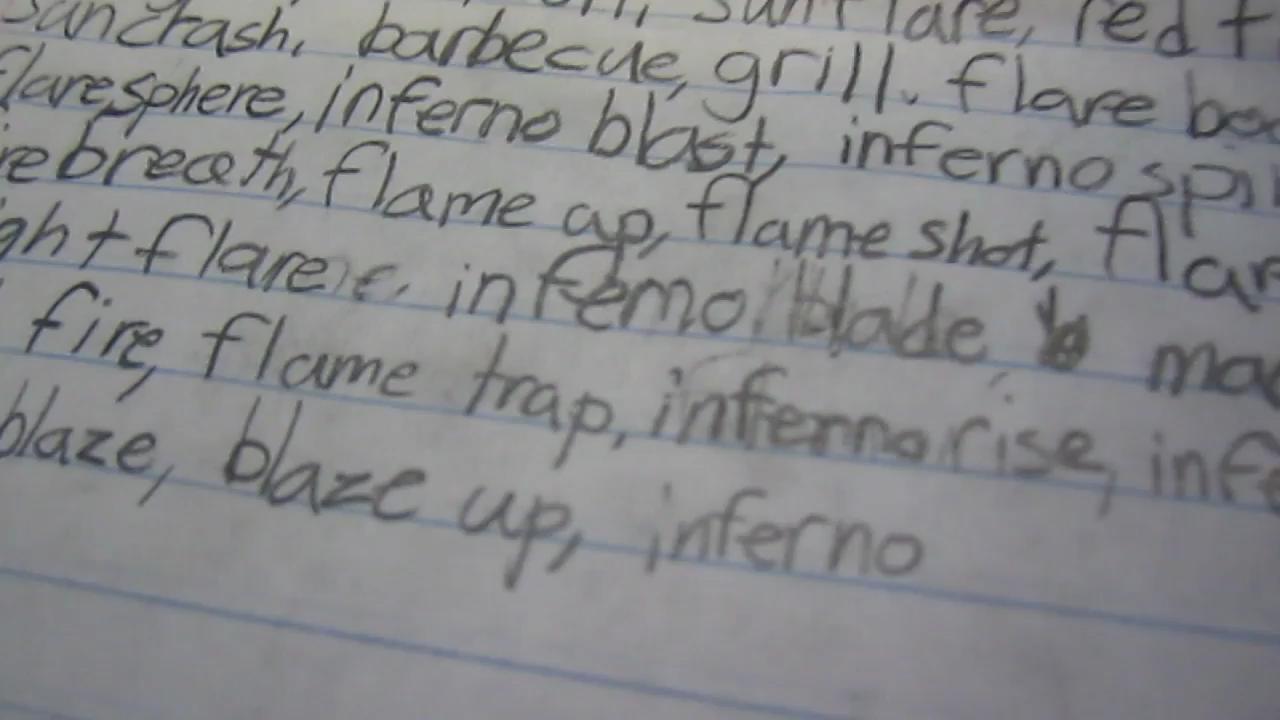 sunflare, red
suncrash, barbecue, grill. flare
flaresphere, inferno blast, inferno
breath, flame up, flame shot,
flare, inferno blade
fire, flame trap, inferno rise,
blaze, blaze up, inferno